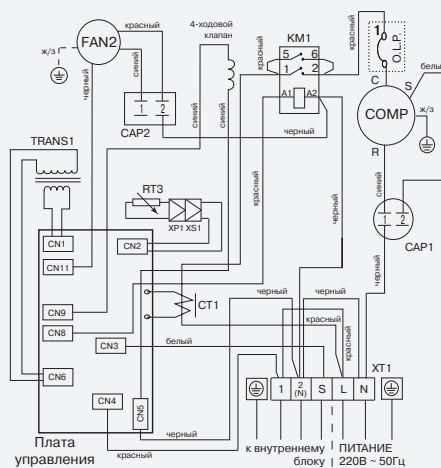 красный
4-ходовой
клапан
KM1
1
O.L.P.
FAN2
ж/з
синий
черный
красный
5
6
1
2
A1
A2
C
S
белый
COMP
ж/з
R
1
2
CAP2
синий
синий
черный
TRANS1
RT3
XP1
XS1
красный
черный
синий
1
2
CAP1
черный
CN1
CN2
CN11
CN9
CN8
CT1
черный
черный
красный
красный
CN3
белый
XT1
CN6
CN4
CN5
1
2
(N)
S
L
N
Плата
управления
черный
красный
к внутреннему
блоку
ПИТАНИЕ
220В ~ 50Гц